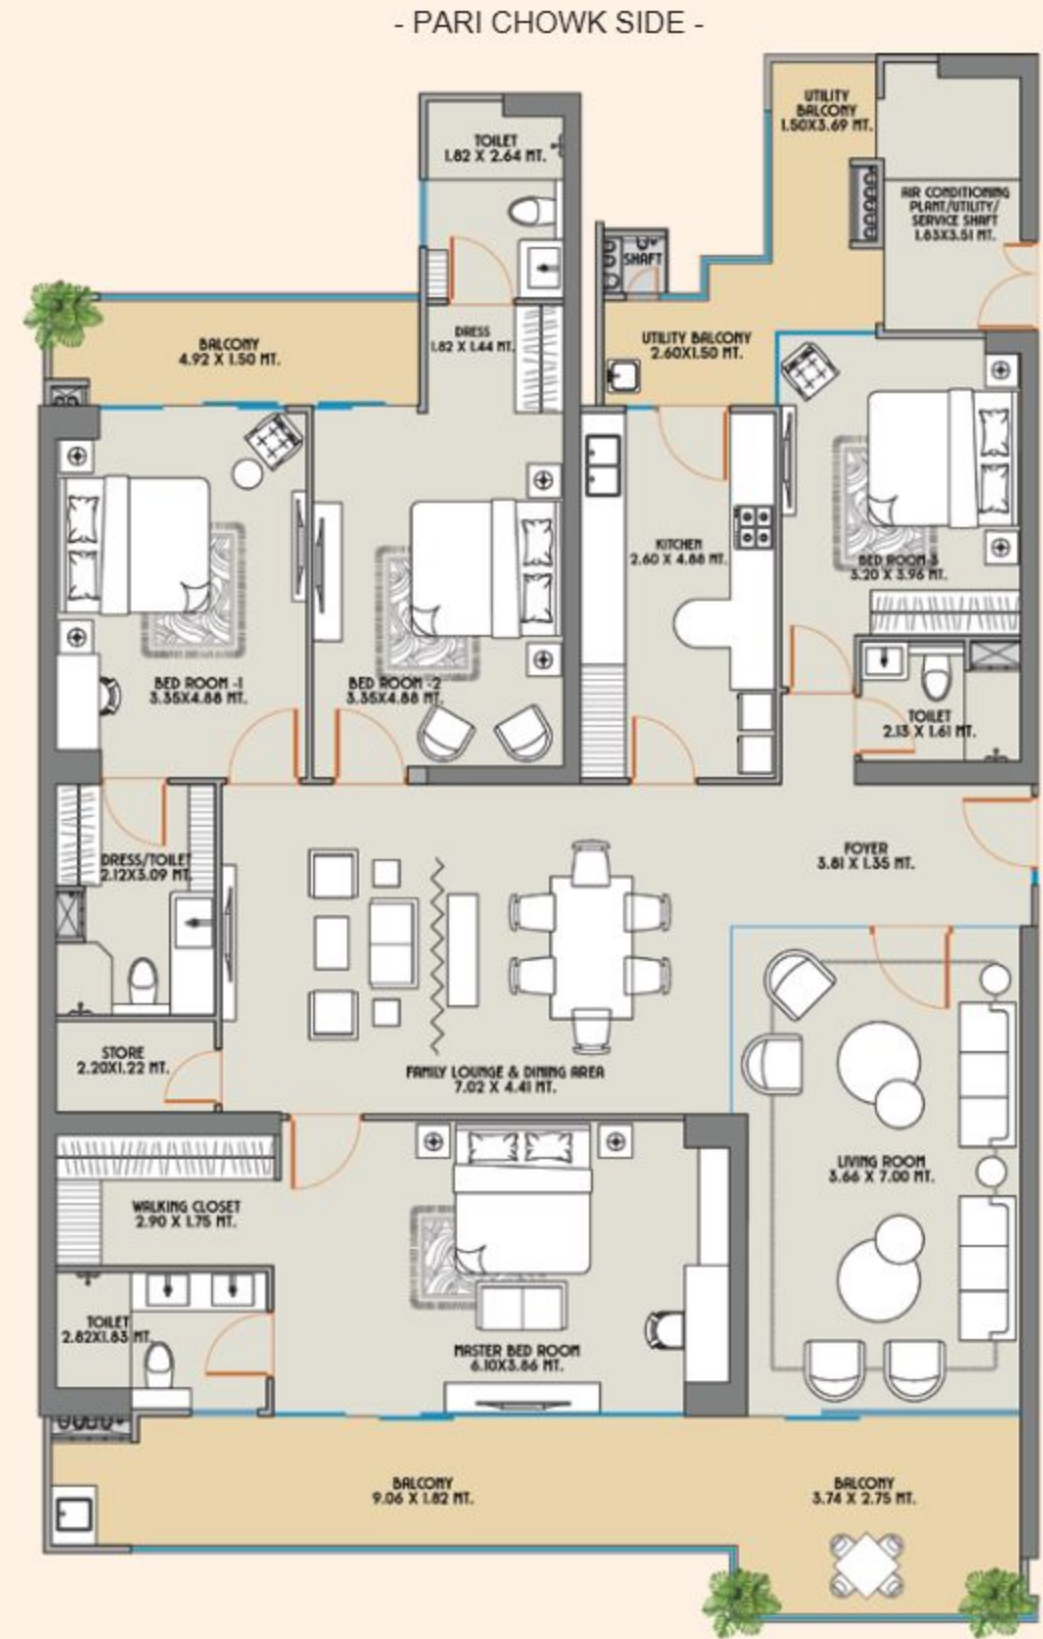 - PARI CHOWK SIDE -
UTILITY
BALCONY
1.50X3.69 MT.
TOILET
1.82 X 2.64 MT.
AIR CONDITIONING
PLANT/UTILITY/
SERVICE SHAFT
1.83X3.51 MT.
SHAFT
DRESS
1.82 X 1.44 MT.
BALCONY
4.92 X 1.50 MT.
UTILITY BALCONY
2.60X1.50 MT.
KITCHEN
2.60 X 4.88 MT.
BED ROOM-3
3.20 X 3.96 MT.
BED ROOM -1
3.35X4.88 MT.
BED ROOM -2
3.35X4.88 MT.
TOILET
2.13 X 1.61 MT.
DRESS/TOILET
2.12X3.09 MT.
FOYER
3.81 X 1.35 MT.
STORE
2.20X1.22 MT.
FAMILY LOUNGE & DINING AREA
7.02 X 4.41 MT.
LIVING ROOM
3.66 X 7.00 MT.
WALKING CLOSET
2.90 X 1.75 MT.
TOILET
2.82X1.83 MT.
MASTER BED ROOM
6.10X3.86 MT.
BALCONY
9.06 X 1.82 MT.
BALCONY
3.74 X 2.75 MT.